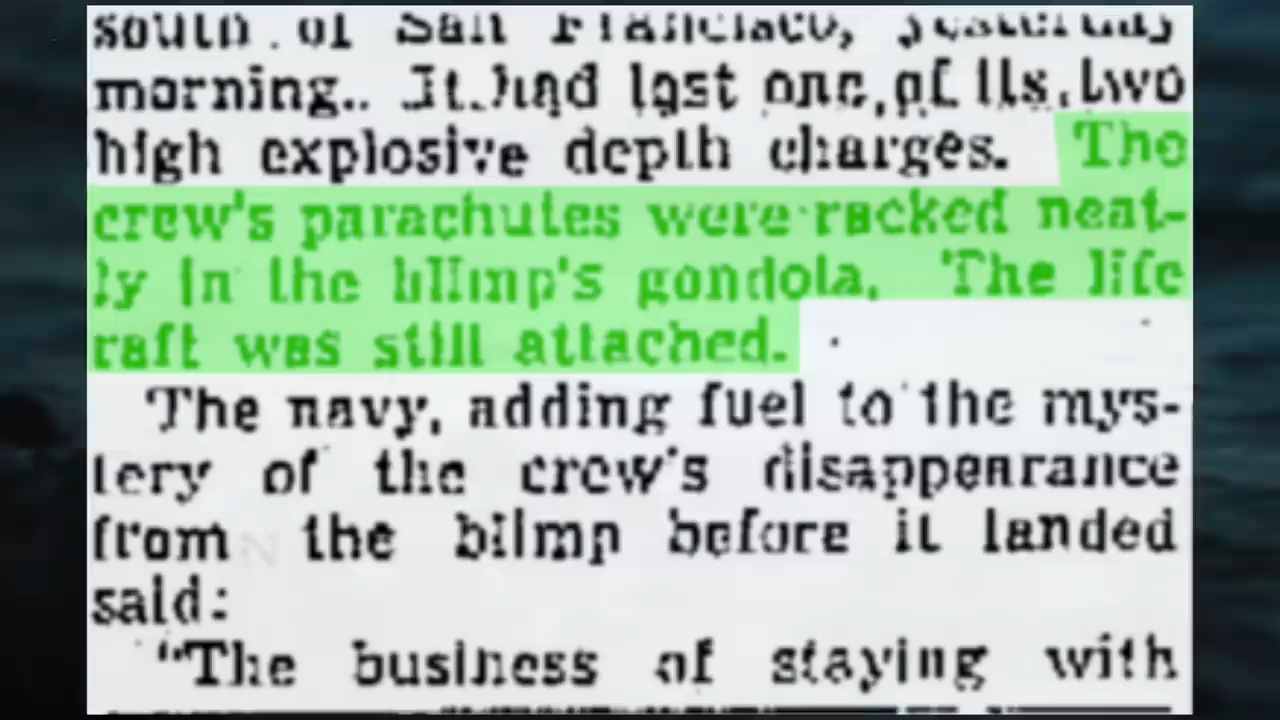 south of San Francisco, yesterday
morning. It had lost one of its two
high explosive depth charges. The
crew's parachutes were racked neat-
ly in the blimp's gondola. The life
raft was still attached.
The navy, adding fuel to the mys-
tery of the crew's disappearance
from the blimp before it landed
said:
"The business of staying with